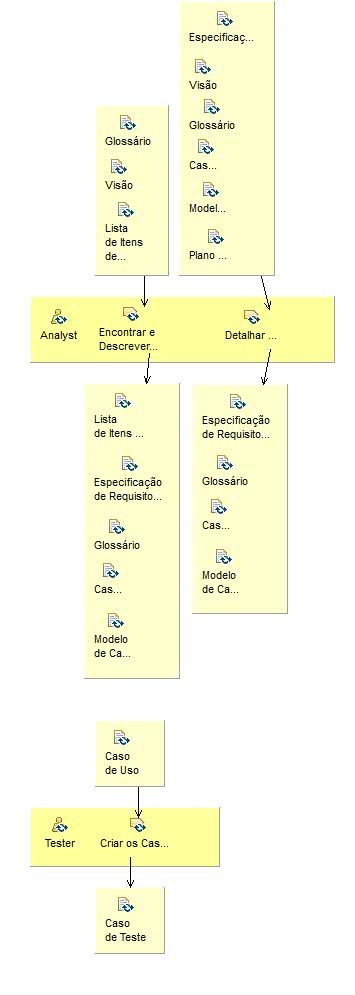 Especificaç...
Visão
Glossário
Cas...
Model...
Plano ...
Glossário
Visão
Lista
de Itens
de...
Analyst
Encontrar e
Descrever...
Detalhar ...
Lista
de Itens ...
Especificação
de Requisito...
Glossário
Cas...
Modelo
de Ca...
Especificação
de Requisito...
Glossário
Cas...
Modelo
de Ca...
Caso
de Uso
Tester
Criar os Cas...
Caso
de Teste